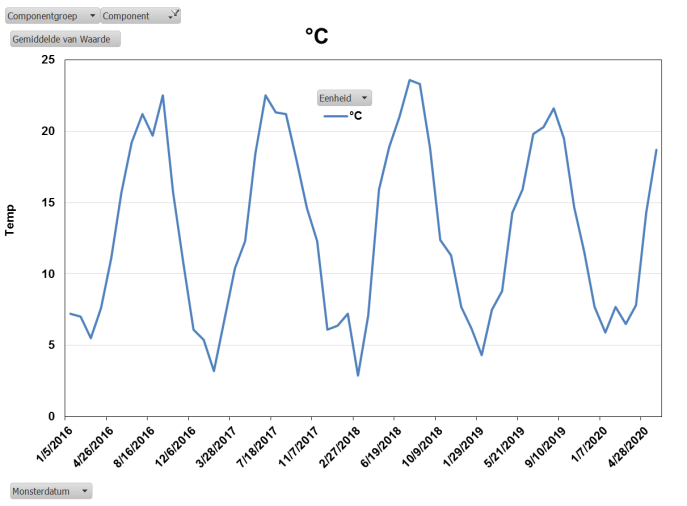 Componentgroep Component
Gemiddelde van Waarde
°C
25
20
15
10
5
0
Temp
Eenheid
°C
1/5/2016 4/26/2016 8/16/2016 12/6/2016 3/28/2017 7/18/2017 11/7/2017 2/27/2018 6/19/2018 10/9/2018 1/29/2019 5/21/2019 9/10/2019 1/7/2020 4/28/2020
Monsterdatum